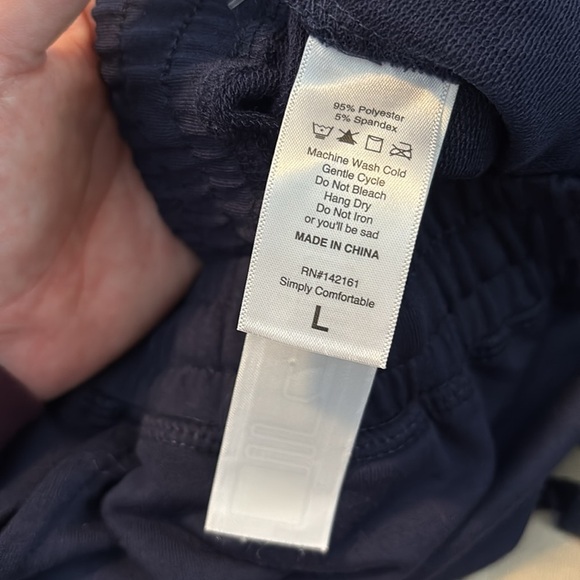 95% Polyester
5% Spandex
Machine Wash Cold
Gentle Cycle
Do Not Bleach
Hang Dry
Do Not Iron
or you'll be sad
MADE IN CHINA
RN#142161
Simply Comfortable
L